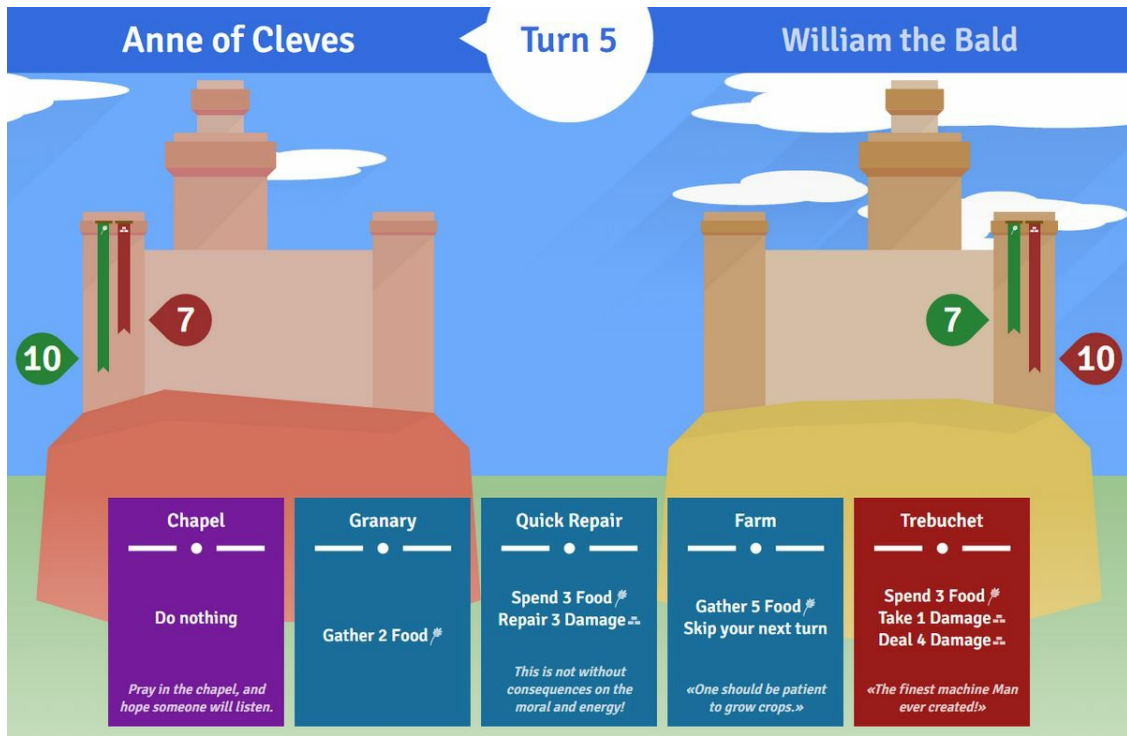 Anne of Cleves
Turn 5
William the Bald
7
10
7
10
Chapel
Do nothing
Pray in the chapel, and
hope someone will listen.
Granary
Gather 2 Food
Quick Repair
Spend 3 Food
Repair 3 Damage
This is not without
consequences on the
moral and energy!
Farm
Gather 5 Food
Skip your next turn
«One should be patient
to grow crops.»
Trebuchet
Spend 3 Food
Take 1 Damage
Deal 4 Damage
«The finest machine Man
ever created!»